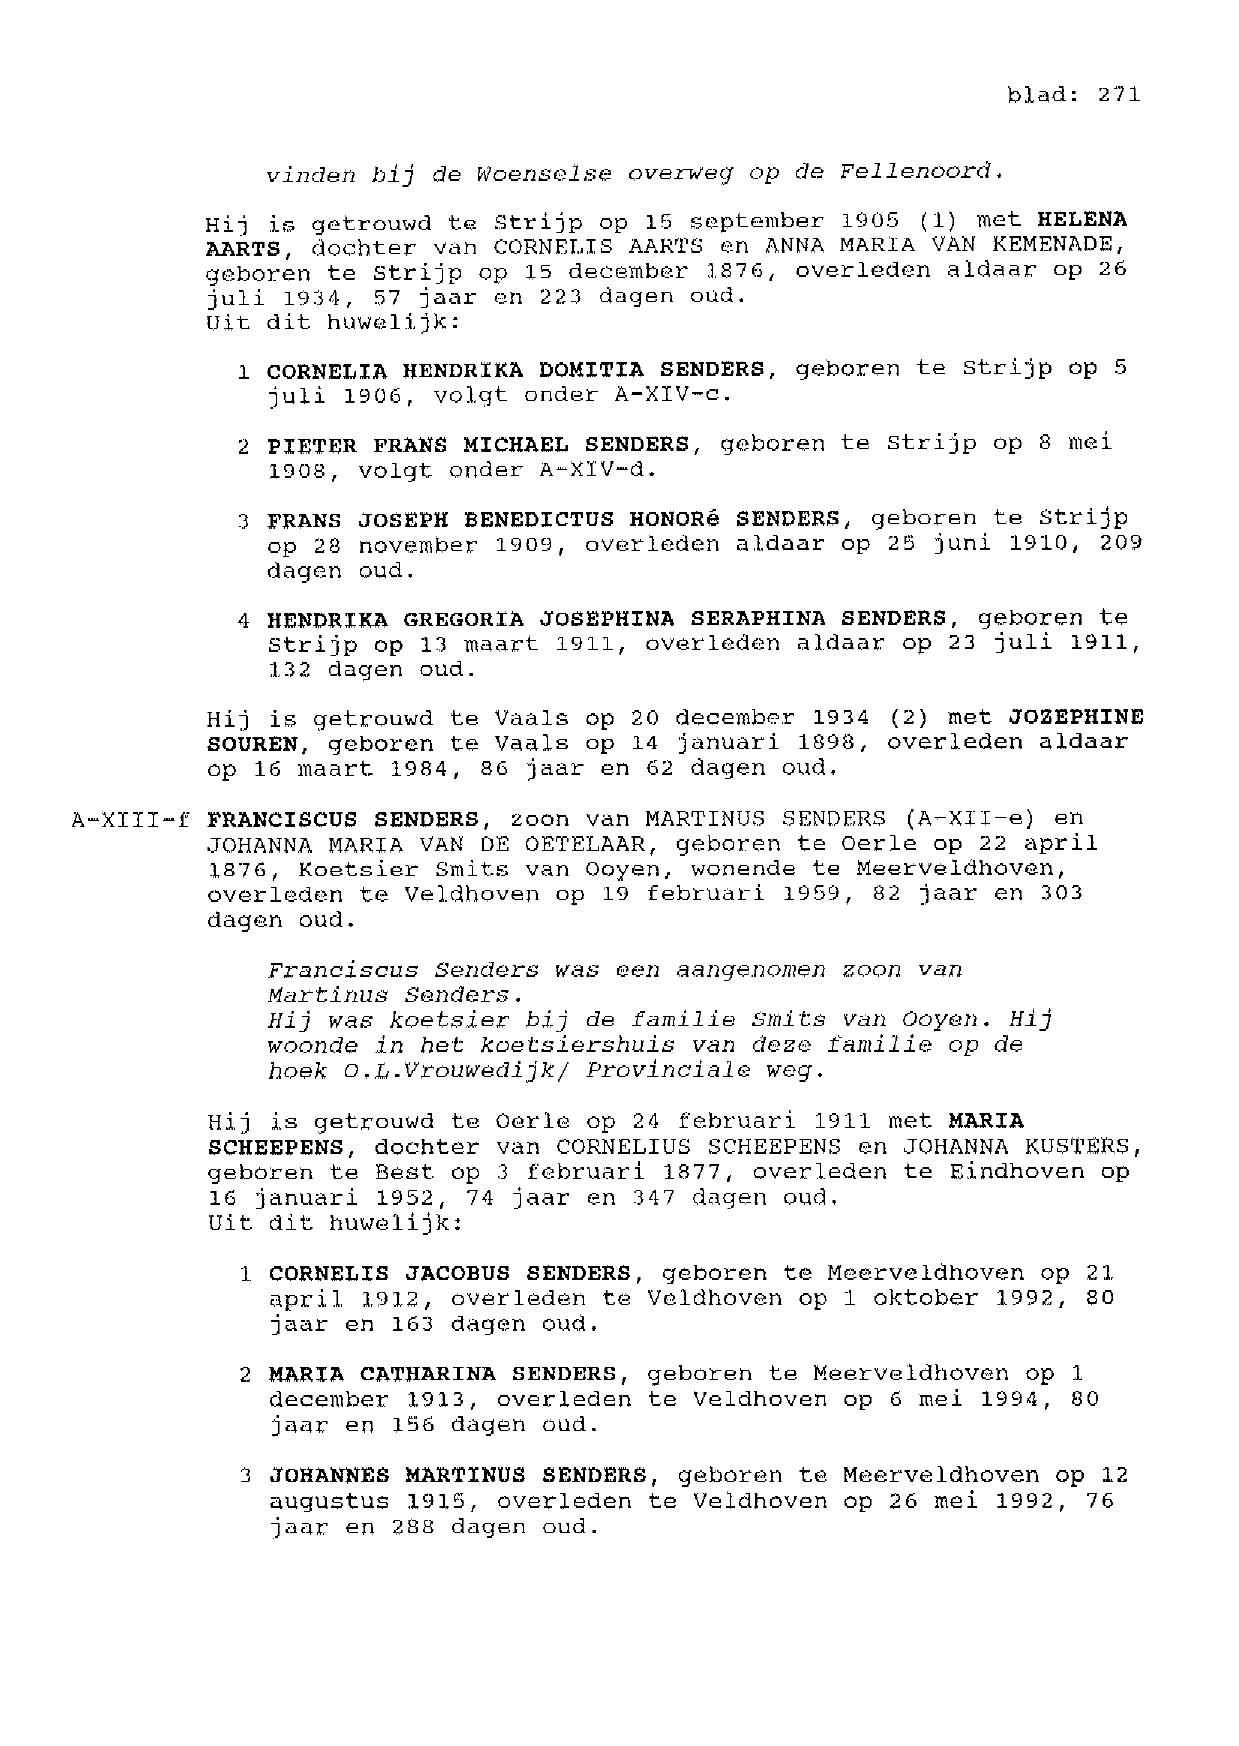 blad: 271
vinden bij de Woenselse overweg op de Fellenoord.
Hij is getrouwd te Strijp op 15 september 1905 (1) met HELENA
AARTS, dochter van CORNELIS AARTS en ANNA MARIA VAN KEMENADE,
geboren te Strijp op 15 december 1876, overleden aldaar op 26
juli 1934, 57 jaar en 223 dagen oud.
Uit dit huwelijk:
1 CORNELIA HENDRIKA DOMITIA SENDERS, geboren te Strijp op 5
juli 1906, volgt onder A-XIV-c.
2 PIETER FRANS MICHAEL SENDERS, geboren te Strijp op 8 mei
1908, volgt onder A-XIV-d.
3 FRANS JOSEPH BENEDICTUS HONORé SENDERS, geboren te Strijp
op 28 november 1909, overleden aldaar op 25 juni 1910, 209
dagen oud.
4 HENDRIKA GREGORIA JOSEPHINA SERAPHINA SENDERS, geboren te
Strijp op 13 maart 1911, overleden aldaar op 23 juli 1911,
132 dagen oud.
Hij is getrouwd te Vaals op 20 december 1934 (2) met JOZEPHINE
SOUREN, geboren te Vaals op 14 januari 1898, overleden aldaar
op 16 maart 1984, 86 jaar en 62 dagen oud.
A-XIII-f FRANCISCUS SENDERS, zoon van MARTINUS SENDERS (A-XII-e) en
JOHANNA MARIA VAN DE OETELAAR, geboren te Oerle op 22 april
1876, Koetsier Smits van Ooyen, wonende te Meerveldhoven,
overleden te Veldhoven op 19 februari 1959, 82 jaar en 303
dagen oud.
Franciscus Senders was een aangenomen zoon van
Martinus Senders.
Hij was koetsier bij de familie Smits van Ooyen. Hij
woonde in het koetsiershuis van deze familie op de
hoek O.L.Vrouwedijk/ Provinciale weg.
Hij is getrouwd te Oerle op 24 februari 1911 met MARIA
SCHEEPENS, dochter van CORNELIUS SCHEEPENS en JOHANNA KUSTERS,
geboren te Best op 3 februari 1877, overleden te Eindhoven op
16 januari 1952, 74 jaar en 347 dagen oud.
Uit dit huwelijk:
1 CORNELIS JACOBUS SENDERS, geboren te Meerveldhoven op 21
april 1912, overleden te Veldhoven op 1 oktober 1992, 80
jaar en 163 dagen oud.
2 MARIA CATHARINA SENDERS, geboren te Meerveldhoven op 1
december 1913, overleden te Veldhoven op 6 mei 1994, 80
jaar en 156 dagen oud.
3 JOHANNES MARTINUS SENDERS, geboren te Meerveldhoven op 12
augustus 1915, overleden te Veldhoven op 26 mei 1992, 76
jaar en 288 dagen oud.